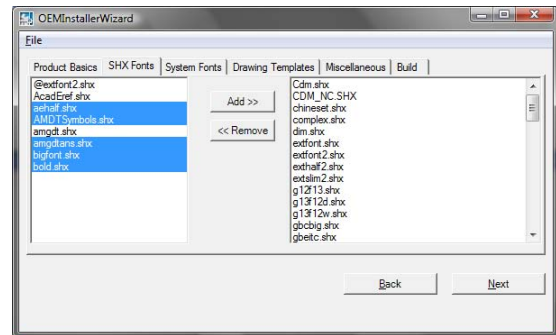 OEMInstallerWizard
File
Product Basics SHX Fonts System Fonts Drawing Templates Miscellaneous Build
@extfont2.shx
AcadEref.shx
aehalf.shx
AMDTSymbols.shx
amgdt.shx
amgdtans.shx
bigfont.shx
bold.shx
Add >>
<< Remove
Cdm.shx
CDM_NC.SHX
chineset.shx
complex.shx
dim.shx
extfont.shx
extfont2.shx
exthalf2.shx
extslim2.shx
g12f13.shx
g13f12d.shx
g13f12w.shx
gbcbig.shx
gbeitc.shx
Back Next